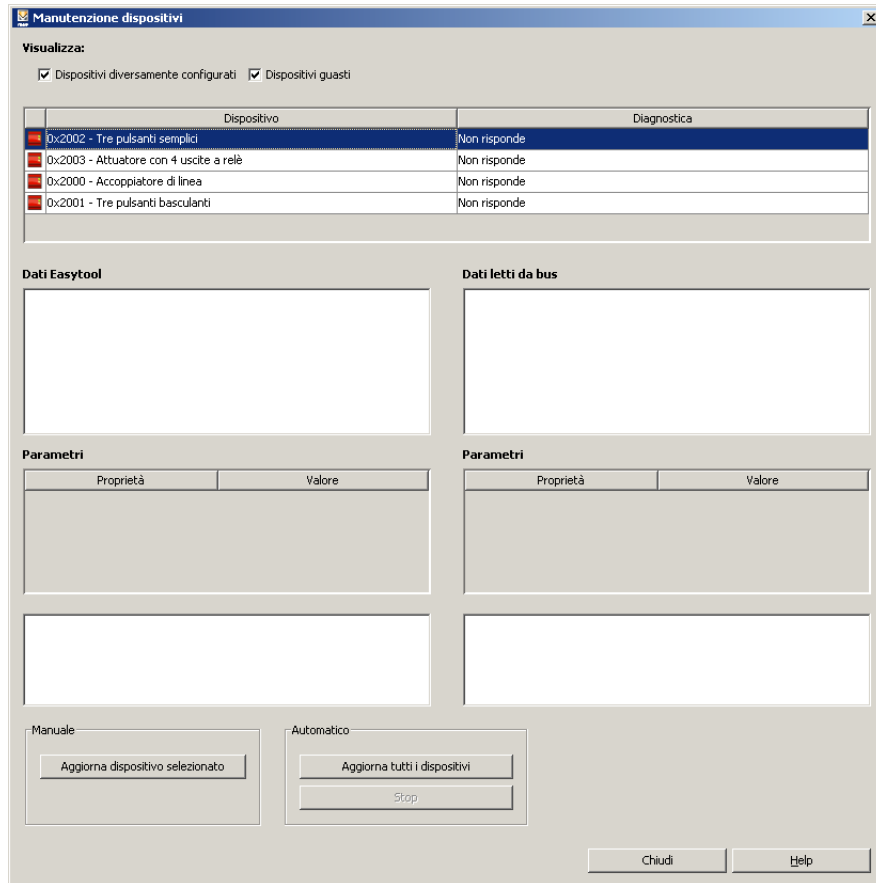 Manutenzione dispositivi
Visualizza:
Dispositivi diversamente configurati Dispositivi guasti
Dispositivo Diagnostica
0x2002 - Tre pulsanti semplici Non risponde
0x2003 - Attuatore con 4 uscite a relè Non risponde
0x2000 - Accoppiatore di linea Non risponde
0x2001 - Tre pulsanti basculanti Non risponde
Dati Easytool Dati letti da bus
Parametri Parametri
Proprietà Valore Proprietà Valore
Manuale Automatico
Aggiorna dispositivo selezionato Aggiorna tutti i dispositivi
Stop
Chiudi Help